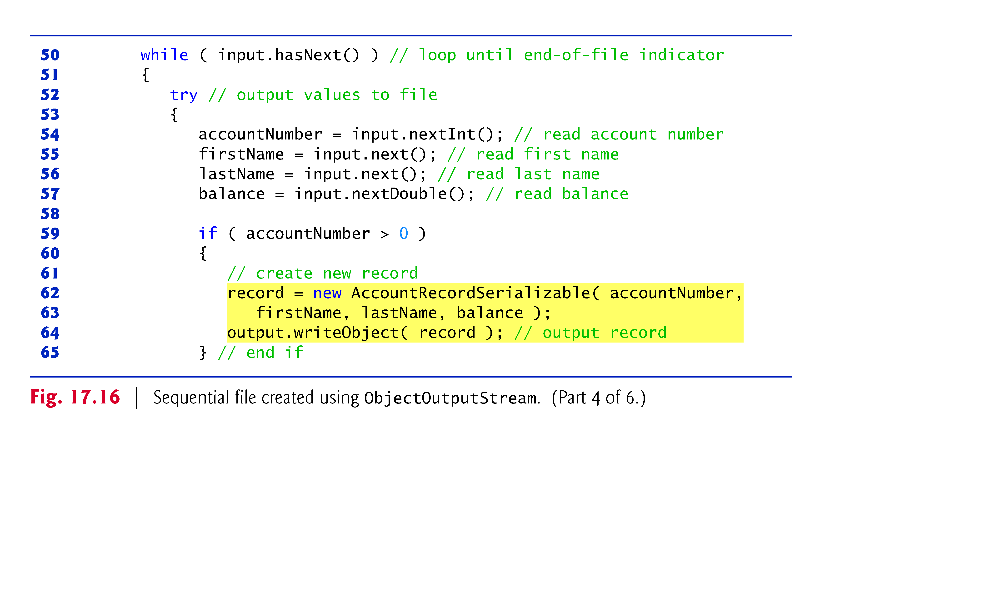 50 while ( input.hasNext() ) // loop until end-of-file indicator
51 {
52 try // output values to file
53 {
54 accountNumber = input.nextInt(); // read account number
55 firstName = input.next(); // read first name
56 lastName = input.next(); // read last name
57 balance = input.nextDouble(); // read balance
58
59 if ( accountNumber > 0 )
60 {
61 // create new record
62 record = new AccountRecordSerializable( accountNumber,
63 firstName, lastName, balance );
64 output.writeObject( record ); // output record
65 } // end if
Fig. 17.16 | Sequential file created using ObjectOutputStream. (Part 4 of 6.)